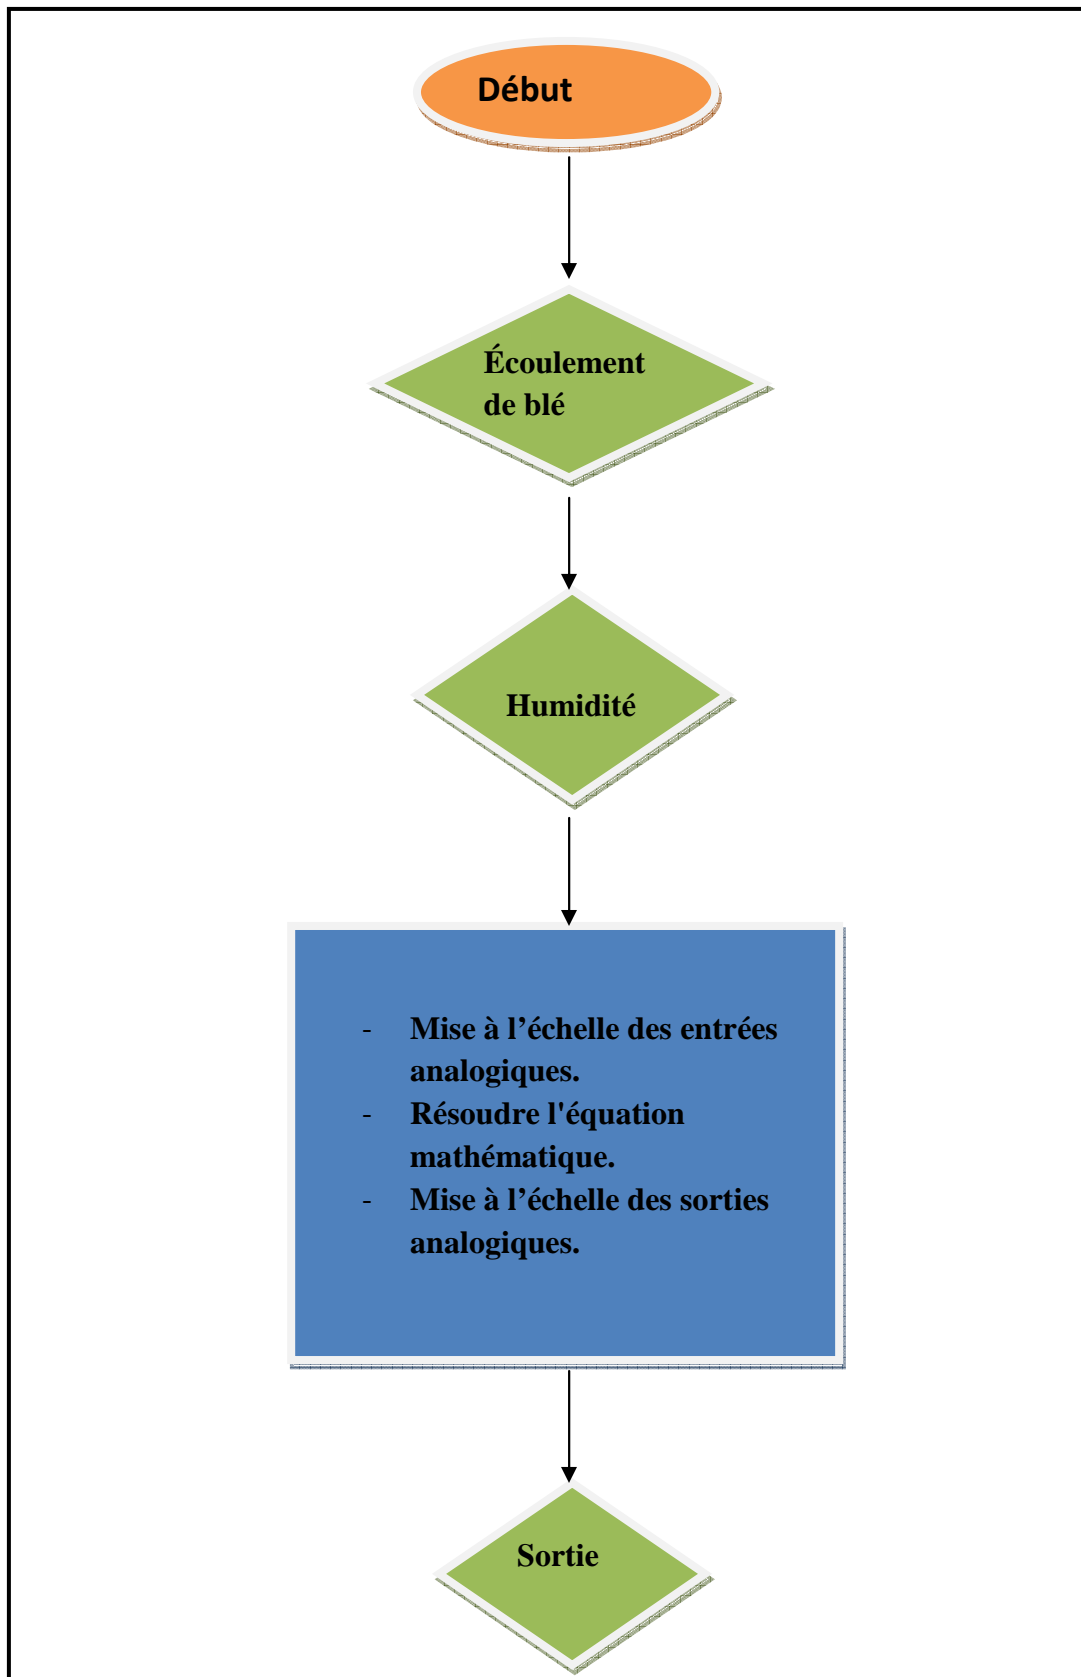 Début
Écoulement
de blé
Humidité
- Mise à l’échelle des entrées
analogiques.
- Résoudre l'équation
mathématique.
- Mise à l’échelle des sorties
analogiques.
Sortie